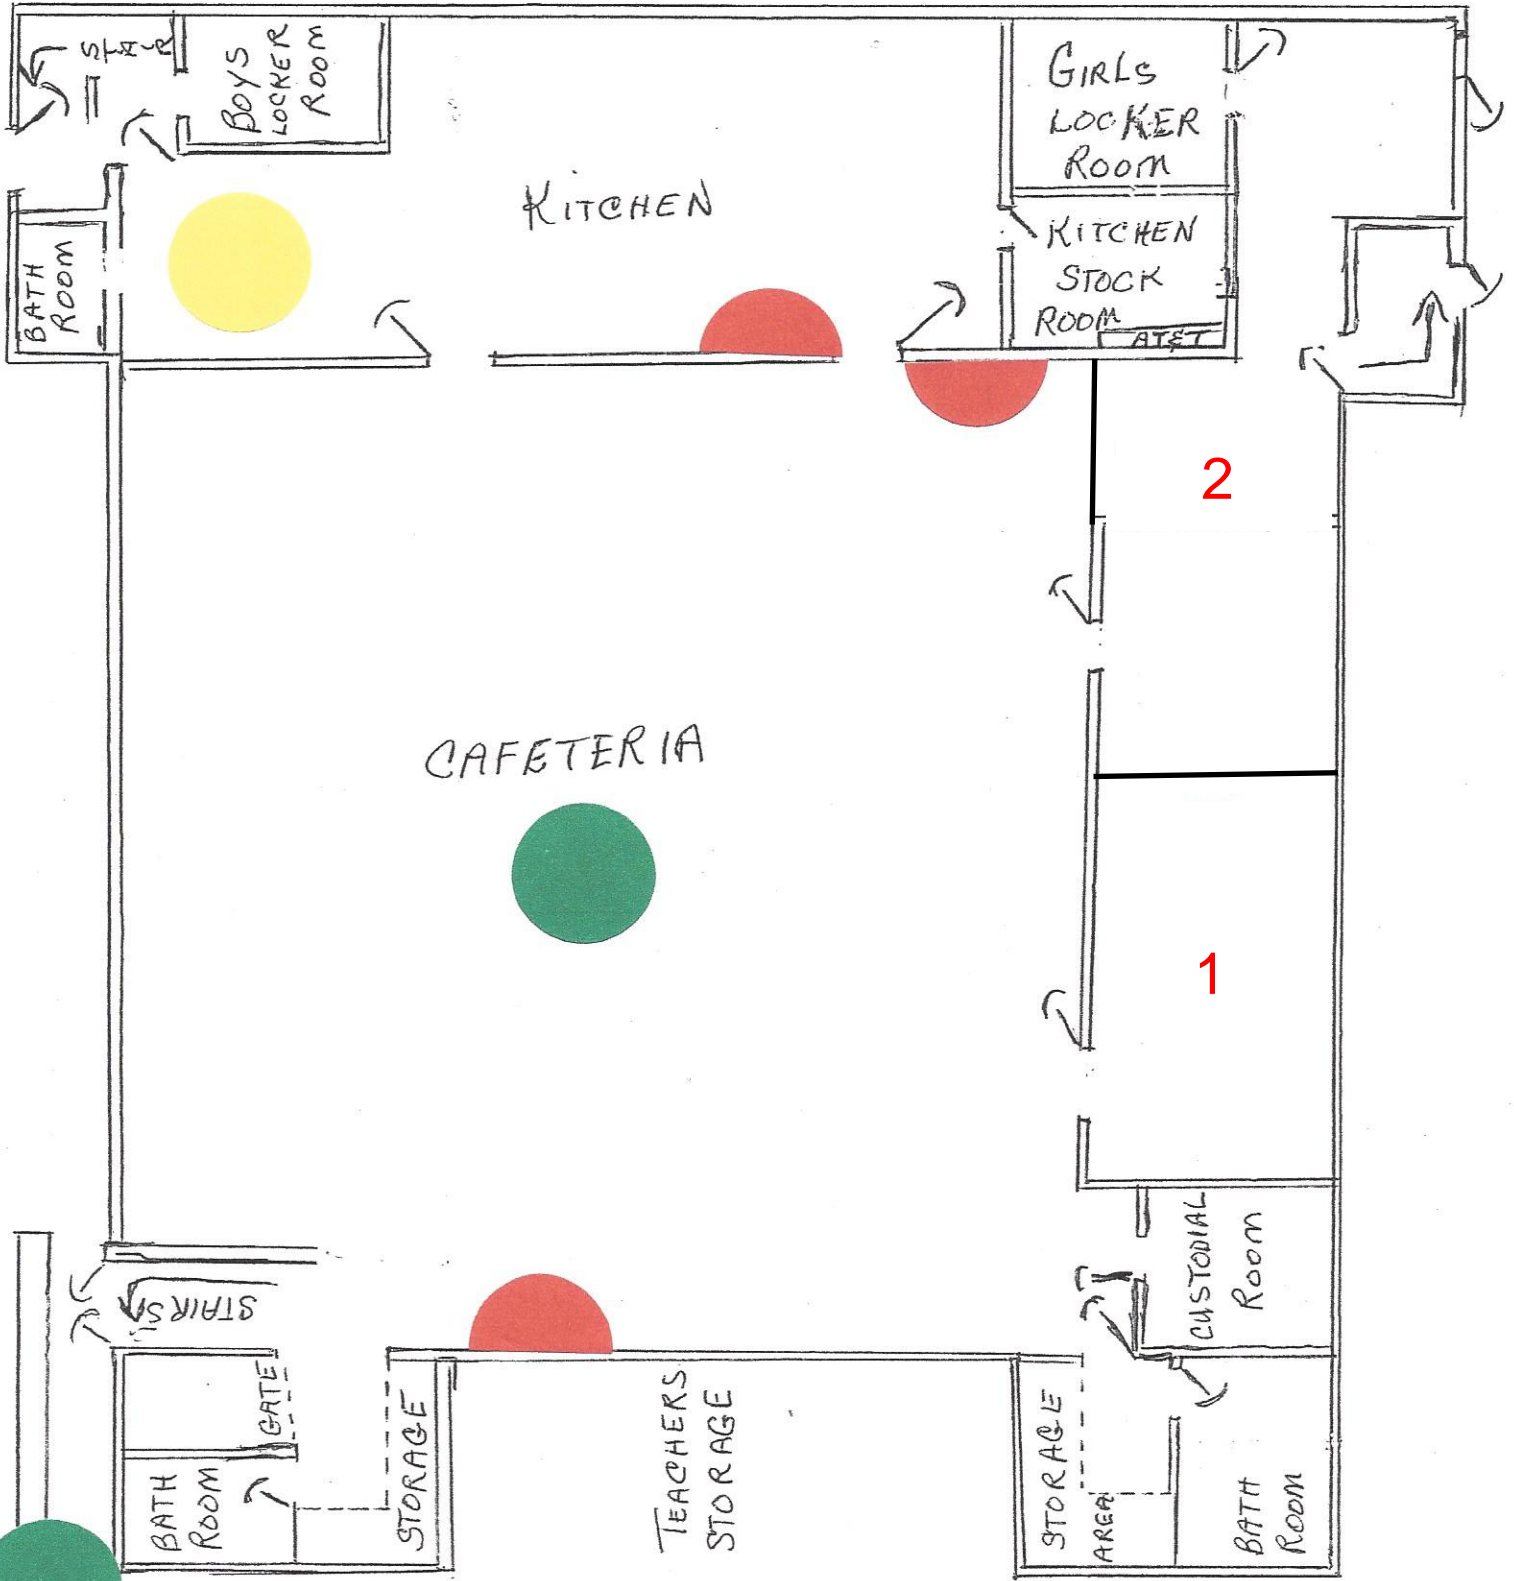 STAIR
BOYS
LOCKER
ROOM
GIRLS
LOCKER
ROOM
KITCHEN
KITCHEN
STOCK
ROOM
AT&T
BATH
ROOM
2
CAFETERIA
1
CUSTODIAL
ROOM
STAIRS
GATE
BATH
ROOM
STORAGE
TEACHERS
STORAGE
STORAGE
AREA
BATH
ROOM